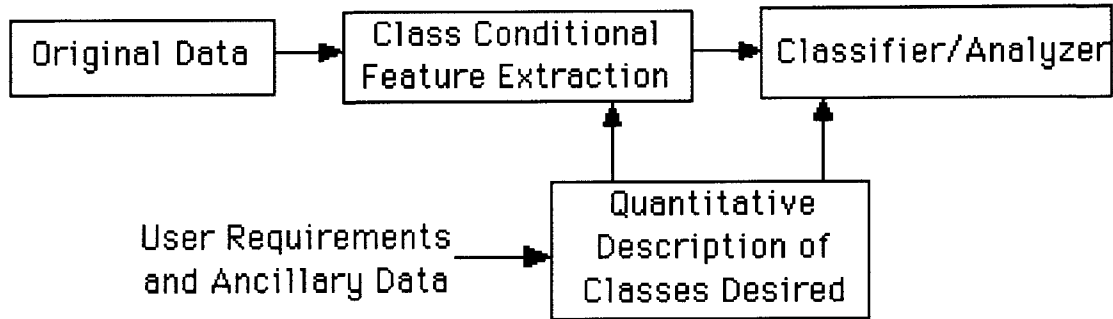 Original Data
Class Conditional
Feature Extraction
Classifier/Analyzer
User Requirements
and Ancillary Data
Quantitative
Description of
Classes Desired